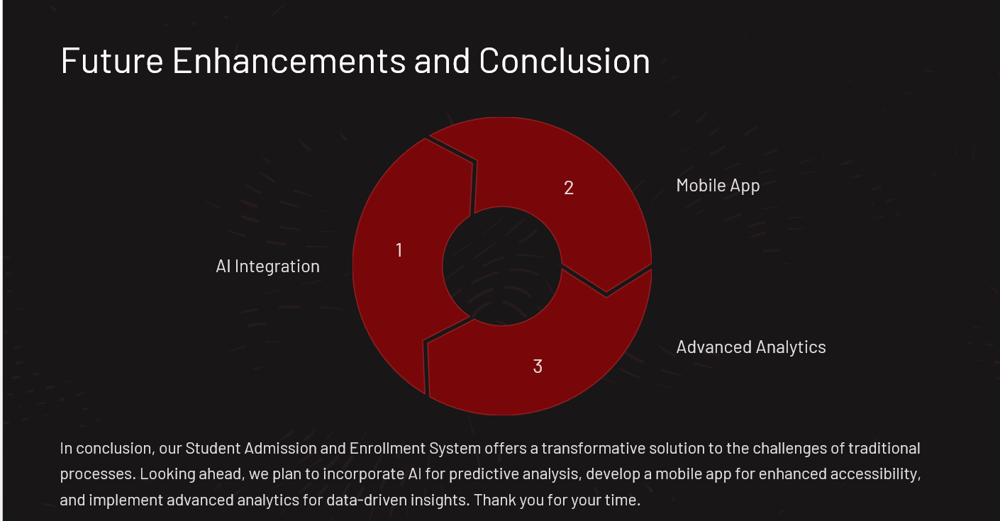 Future Enhancements and Conclusion
2
Mobile App
1
AI Integration
Advanced Analytics
3
In conclusion, our Student Admission and Enrollment System offers a transformative solution to the challenges of traditional
processes. Looking ahead, we plan to incorporate AI for predictive analysis, develop a mobile app for enhanced accessibility,
and implement advanced analytics for data-driven insights. Thank you for your time.